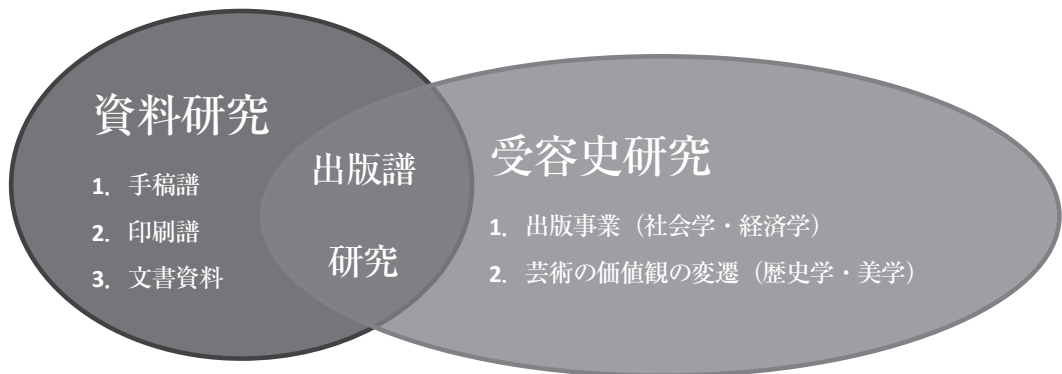 資料研究
1. 手稿譜
2. 印刷譜
3. 文書資料
出版譜
研究
受容史研究
1. 出版事業（社会学・経済学）
2. 芸術の価値観の変遷（歴史学・美学）